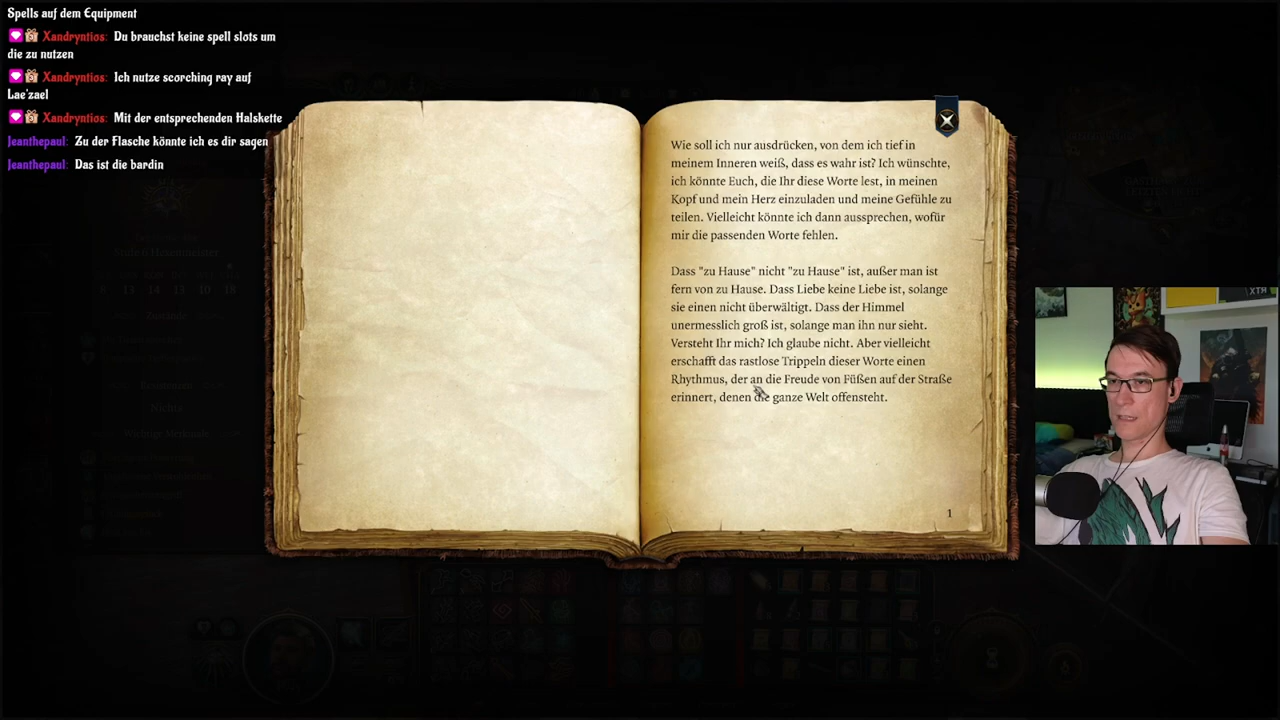 Spells auf dem Equipment
Xandryntios: Du brauchst keine spell slots um
die zu nutzen
Xandryntios: Ich nutze scorching ray auf
Lae'zael
Xandryntios: Mit der entsprechenden Halskette
Jeanthepaul: Zu der Flasche könnte ich es dir sagen
Jeanthepaul: Das ist die bardin
Wie soll ich nur ausdrücken, von dem ich tief in
meinem Inneren weiß, dass es wahr ist? Ich wünschte,
ich könnte Euch, die Ihr diese Worte lest, in meinen
Kopf und mein Herz einzuladen und meine Gefühle zu
teilen. Vielleicht könnte ich dann aussprechen, wofür
mir die passenden Worte fehlen.
Dass "zu Hause" nicht "zu Hause" ist, außer man ist
fern von zu Hause. Dass Liebe keine Liebe ist, solange
sie einen nicht überwältigt. Dass der Himmel
unermesslich groß ist, solange man ihn nur sieht.
Versteht Ihr mich? Ich glaube nicht. Aber vielleicht
erschafft das rastlose Trippeln dieser Worte einen
Rhythmus, der an die Freude von Füßen auf der Straße
erinnert, denen die ganze Welt offensteht.
1